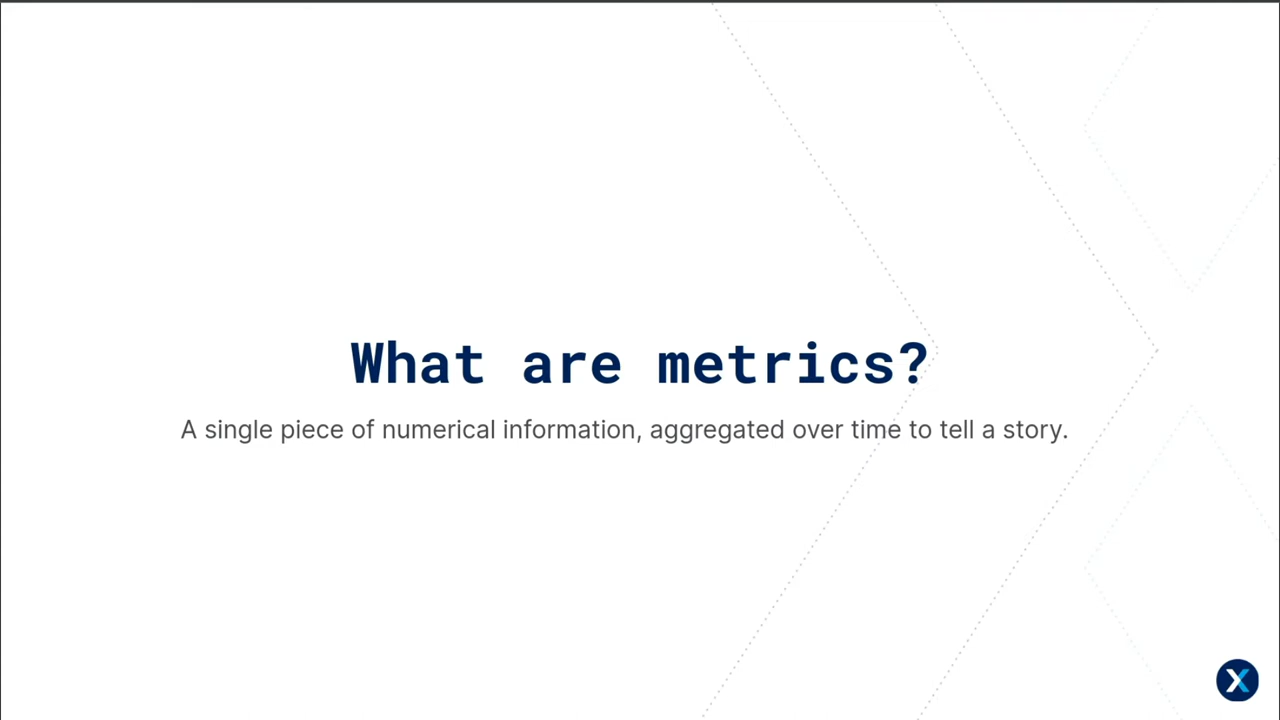 What are metrics?
A single piece of numerical information, aggregated over time to tell a story.
X